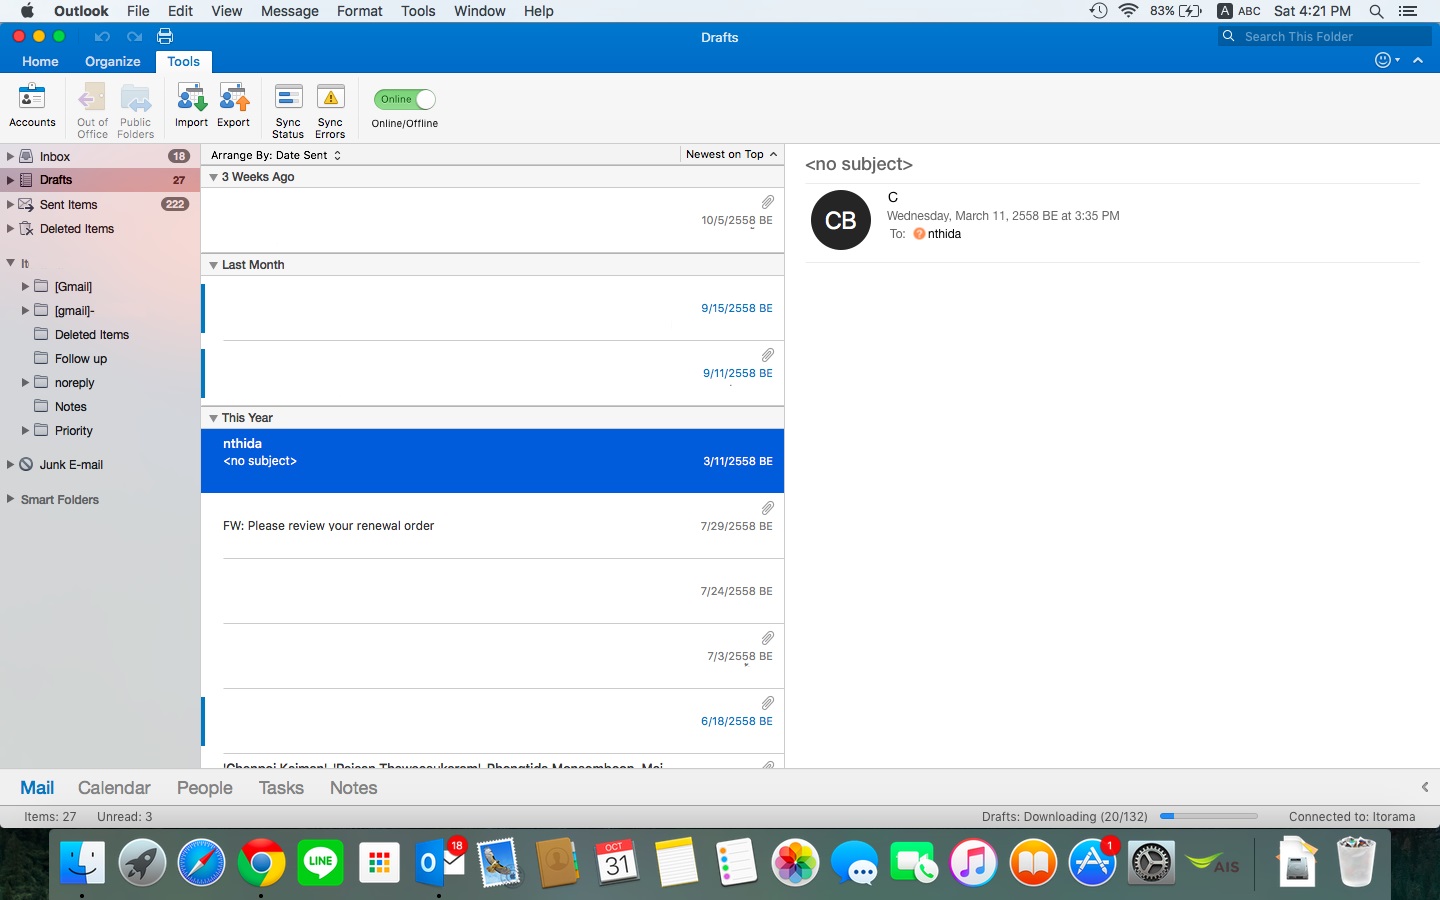 Outlook File Edit View Message Format Tools Window Help 83% A ABC Sat 4:21 PM
Drafts
Search This Folder
Home Organize Tools
Accounts
Out of Office
Public Folders
Import
Export
Sync Status
Sync Errors
Online
Online/Offline
Inbox 18
Drafts 27
Sent Items 222
Deleted Items
It
[Gmail]
[gmail]-
Deleted Items
Follow up
noreply
Notes
Priority
Junk E-mail
Smart Folders
Arrange By: Date Sent Newest on Top
3 Weeks Ago
10/5/2558 BE
Last Month
9/15/2558 BE
9/11/2558 BE
This Year
nthida
<no subject> 3/11/2558 BE
FW: Please review your renewal order 7/29/2558 BE
7/24/2558 BE
7/3/2558 BE
6/18/2558 BE
<no subject>
CB
C
Wednesday, March 11, 2558 BE at 3:35 PM
To: ? nthida
Mail Calendar People Tasks Notes
Items: 27 Unread: 3 Drafts: Downloading (20/132) Connected to: Itorama
LINE
18
OCT
31
1
AIS